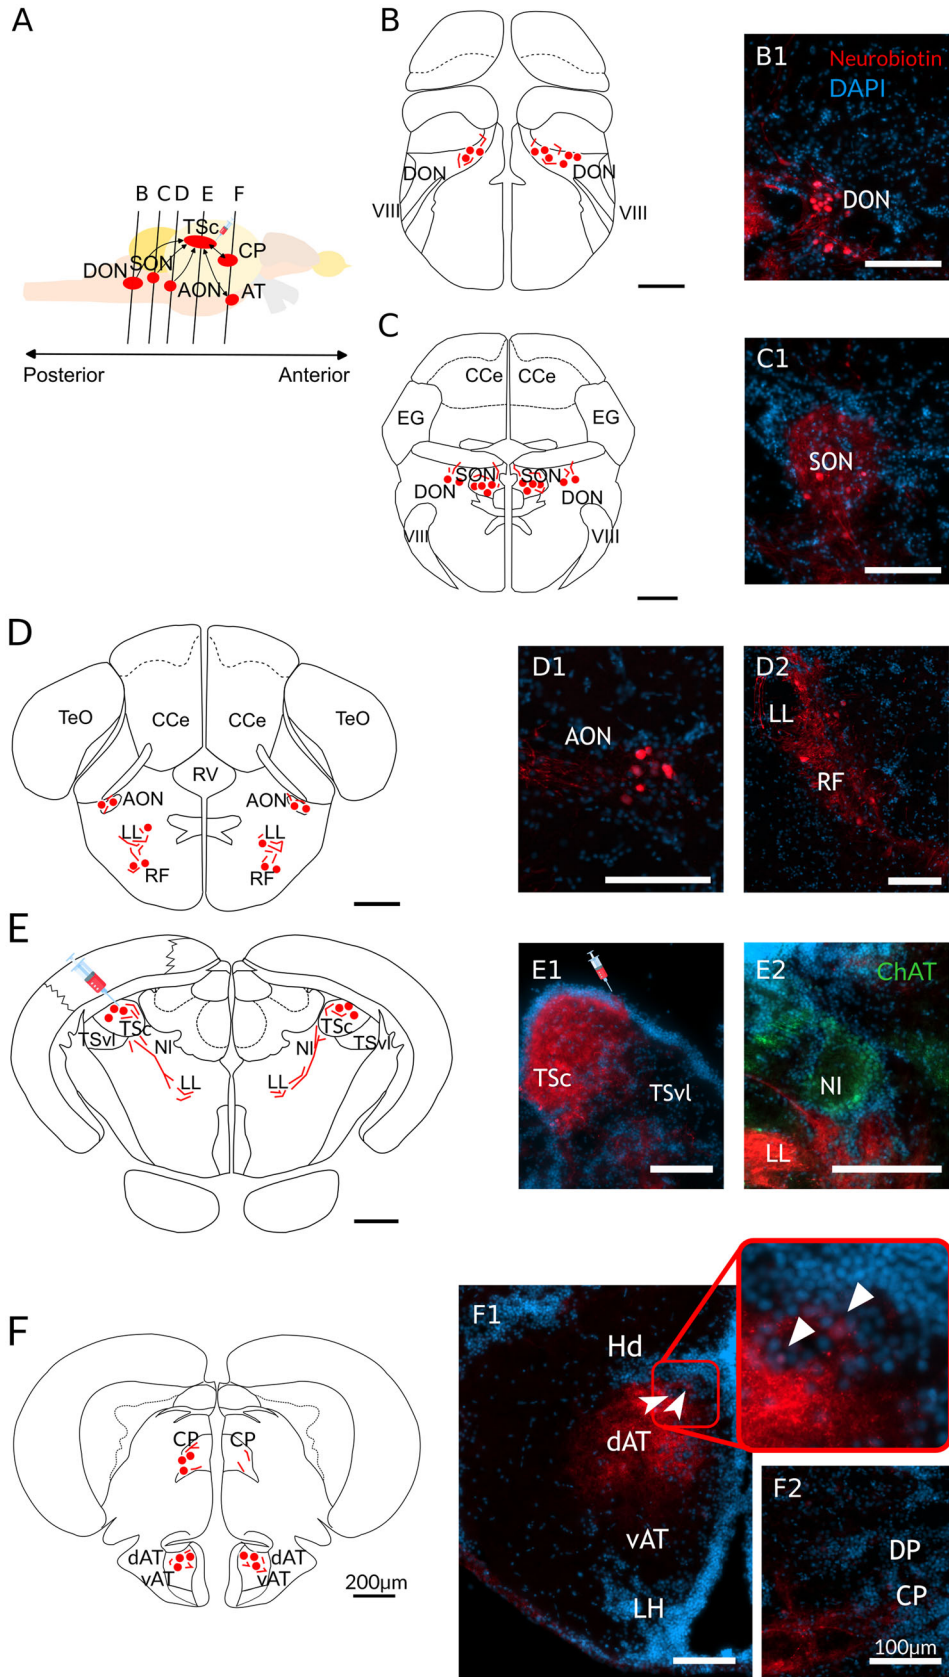 A
B C D E F
TSc
CP
DON
SON
AON
AT
Posterior
Anterior
B
DON
DON
VIII
VIII
B1
Neurobiotin
DAPI
DON
C
CCe
CCe
EG
EG
SON
SON
DON
DON
VIII
VIII
C1
SON
D
TeO
CCe
CCe
TeO
RV
AON
AON
LL
LL
RF
RF
D1
AON
D2
LL
RF
E
TSc
TSc
TSvl
TSvl
NI
NI
LL
LL
E1
TSc
TSvl
E2
ChAT
NI
LL
F
CP
CP
dAT
dAT
vAT
vAT
200µm
F1
Hd
dAT
vAT
LH
F2
DP
CP
100µm